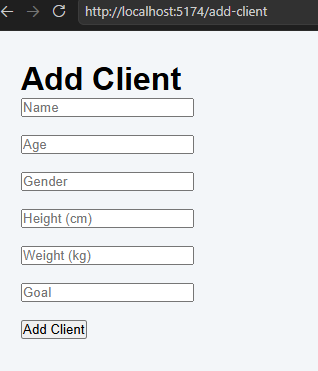 http://localhost:5174/add-client
Add Client
Name
Age
Gender
Height (cm)
Weight (kg)
Goal
Add Client